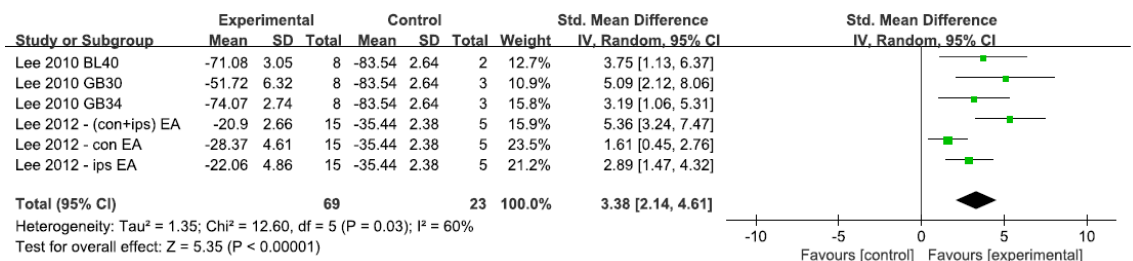 Experimental Control Std. Mean Difference Std. Mean Difference
Study or Subgroup Mean SD Total Mean SD Total Weight IV, Random, 95% CI IV, Random, 95% CI
Lee 2010 BL40 -71.08 3.05 8 -83.54 2.64 2 12.7% 3.75 [1.13, 6.37]
Lee 2010 GB30 -51.72 6.32 8 -83.54 2.64 3 10.9% 5.09 [2.12, 8.06]
Lee 2010 GB34 -74.07 2.74 8 -83.54 2.64 3 15.8% 3.19 [1.06, 5.31]
Lee 2012 - (con+ips) EA -20.9 2.66 15 -35.44 2.38 5 15.9% 5.36 [3.24, 7.47]
Lee 2012 - con EA -28.37 4.61 15 -35.44 2.38 5 23.5% 1.61 [0.45, 2.76]
Lee 2012 - ips EA -22.06 4.86 15 -35.44 2.38 5 21.2% 2.89 [1.47, 4.32]
Total (95% CI) 69 23 100.0% 3.38 [2.14, 4.61]
Heterogeneity: Tau² = 1.35; Chi² = 12.60, df = 5 (P = 0.03); I² = 60%
Test for overall effect: Z = 5.35 (P < 0.00001)
-10 -5 0 5 10
Favours [control] Favours [experimental]